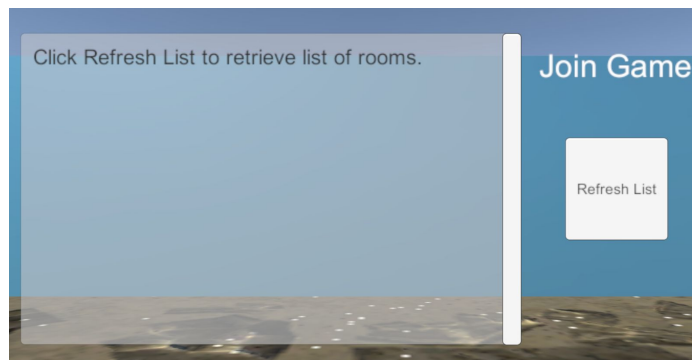 Click Refresh List to retrieve list of rooms.
Join Game
Refresh List